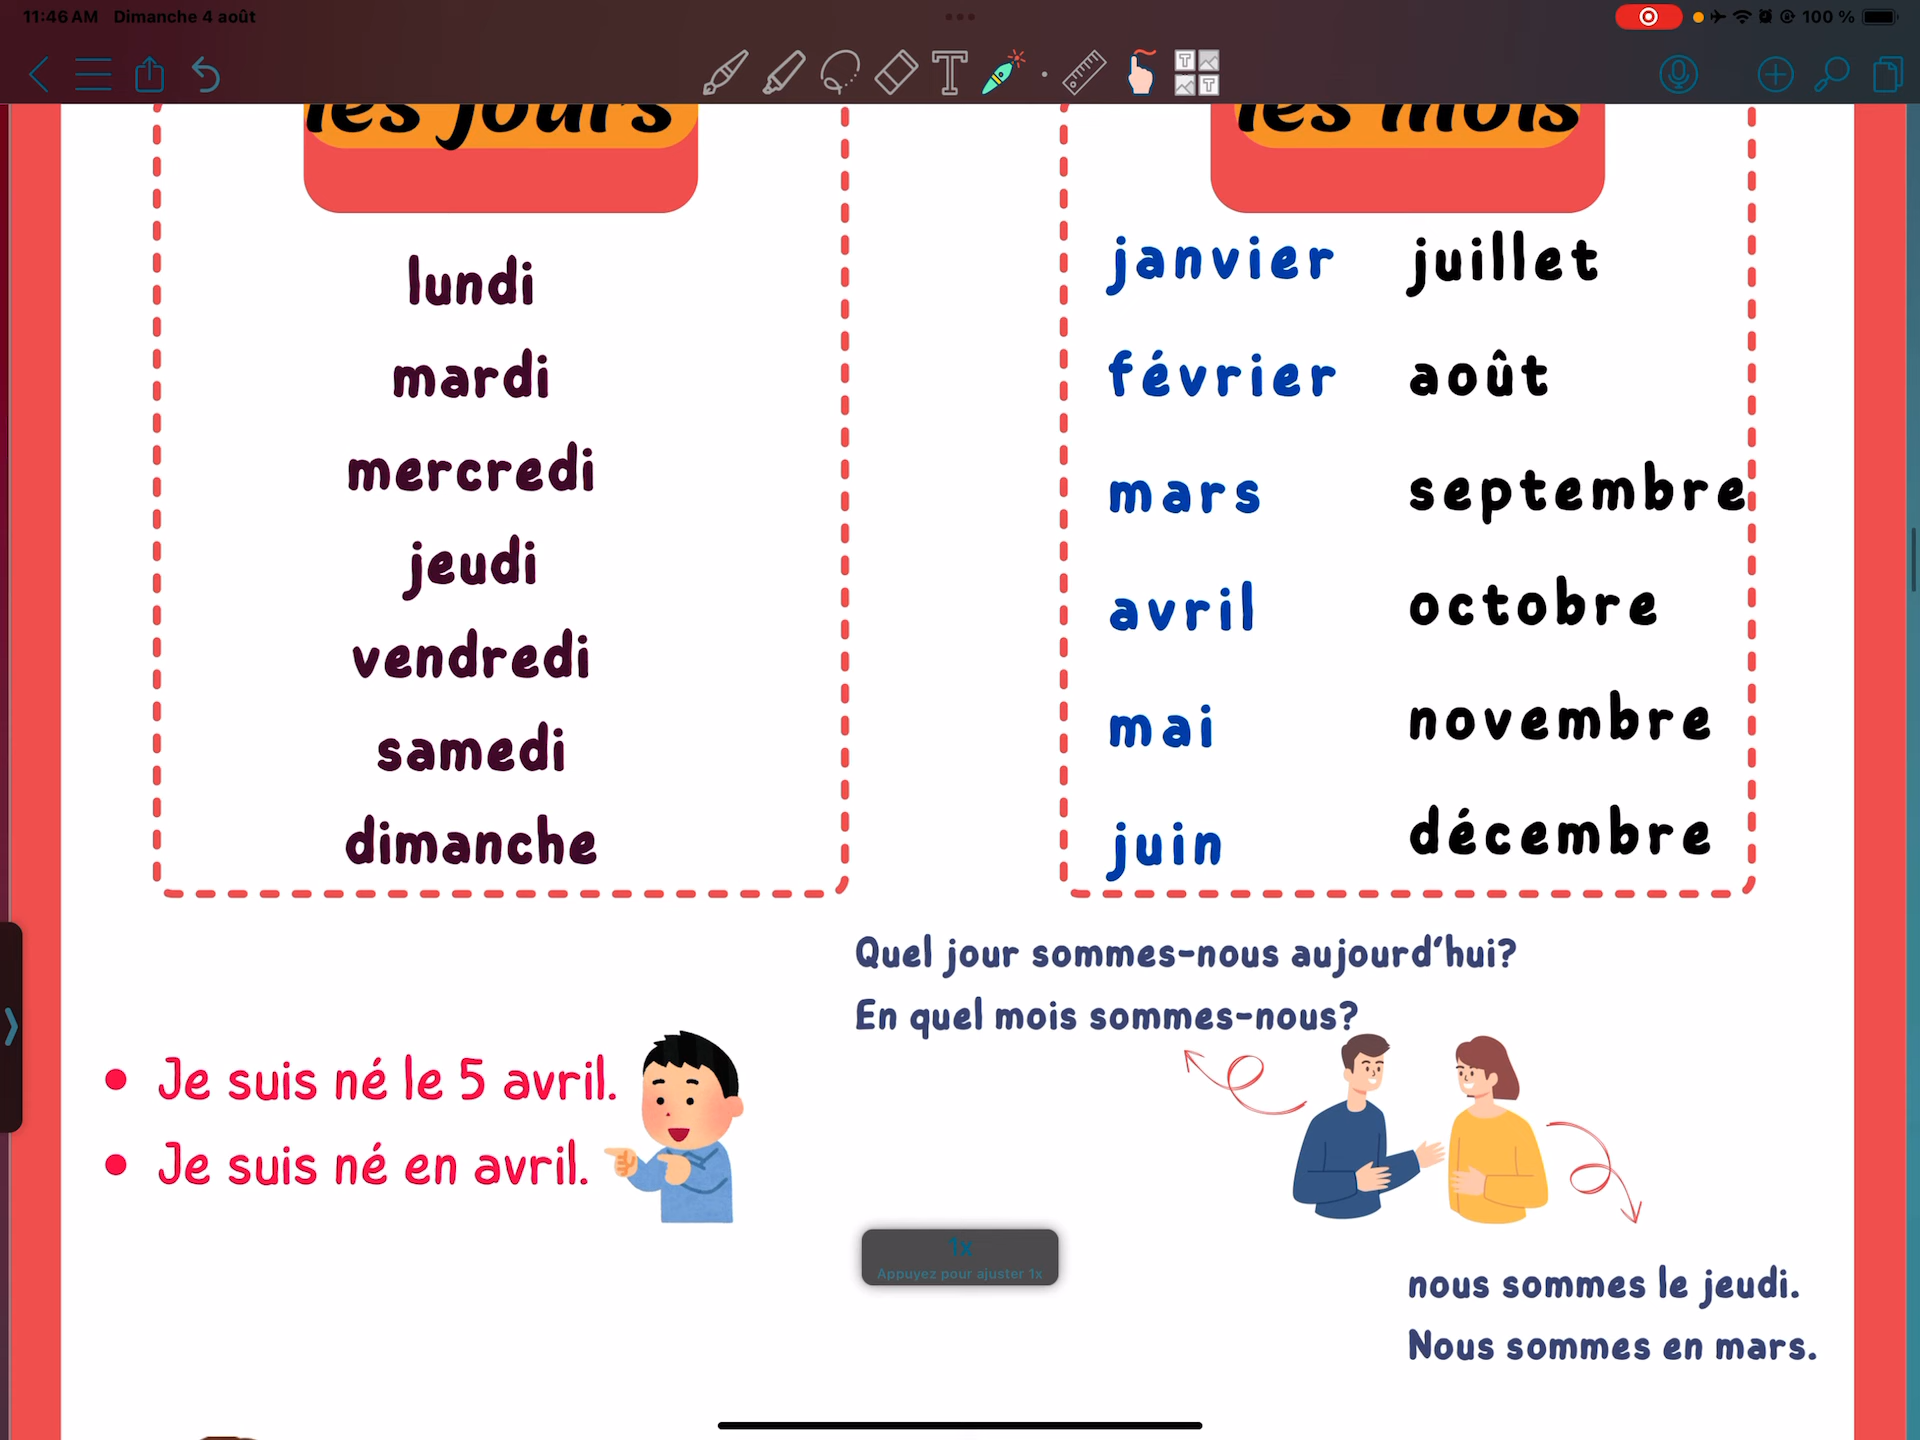 11:46 AM Dimanche 4 août
100 %
les jours
lundi
mardi
mercredi
jeudi
vendredi
samedi
dimanche
les mois
janvier juillet
février août
mars septembre
avril octobre
mai novembre
juin décembre
Quel jour sommes-nous aujourd'hui?
En quel mois sommes-nous?
• Je suis né le 5 avril.
• Je suis né en avril.
1x
Appuyez pour ajuster 1x
nous sommes le jeudi.
Nous sommes en mars.